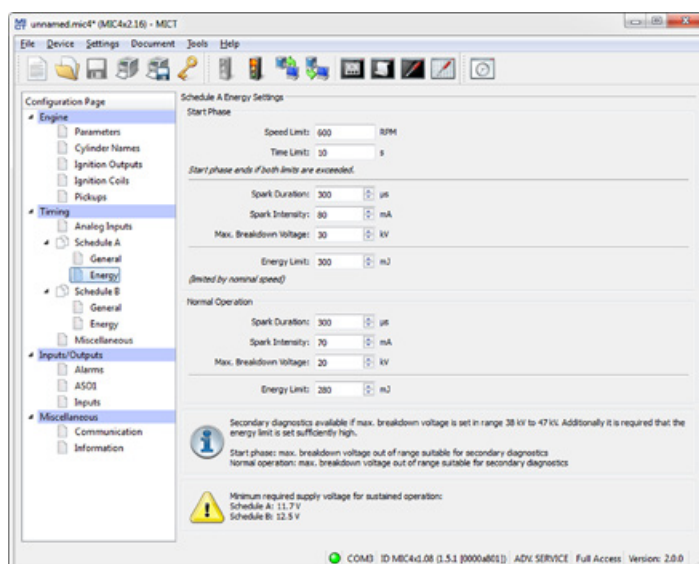 unnamed.mic4* (MIC4x2.16) - MICT
File Device Settings Document Tools Help
Configuration Page
Engine
Parameters
Cylinder Names
Ignition Outputs
Ignition Coils
Pickups
Timing
Analog Inputs
Schedule A
General
Energy
Schedule B
General
Energy
Miscellaneous
Inputs/Outputs
Alarms
ASO1
Inputs
Miscellaneous
Communication
Information
Schedule A Energy Settings
Start Phase
Speed Limit: 600 RPM
Time Limit: 10 s
Start phase ends if both limits are exceeded.
Spark Duration: 300 µs
Spark Intensity: 80 mA
Max. Breakdown Voltage: 30 kV
Energy Limit: 300 mJ
(limited by nominal speed)
Normal Operation
Spark Duration: 300 µs
Spark Intensity: 70 mA
Max. Breakdown Voltage: 20 kV
Energy Limit: 280 mJ
Secondary diagnostics available if max. breakdown voltage is set in range 38 kV to 47 kV. Additionally it is required that the
energy limit is set sufficiently high.
Start phase: max. breakdown voltage out of range suitable for secondary diagnostics
Normal operation: max. breakdown voltage out of range suitable for secondary diagnostics
Minimum required supply voltage for sustained operation:
Schedule A: 11.7 V
Schedule B: 12.5 V
COM3 ID MIC4x1.08 (1.5.1 [0000a801]) ADV. SERVICE Full Access Version: 2.0.0